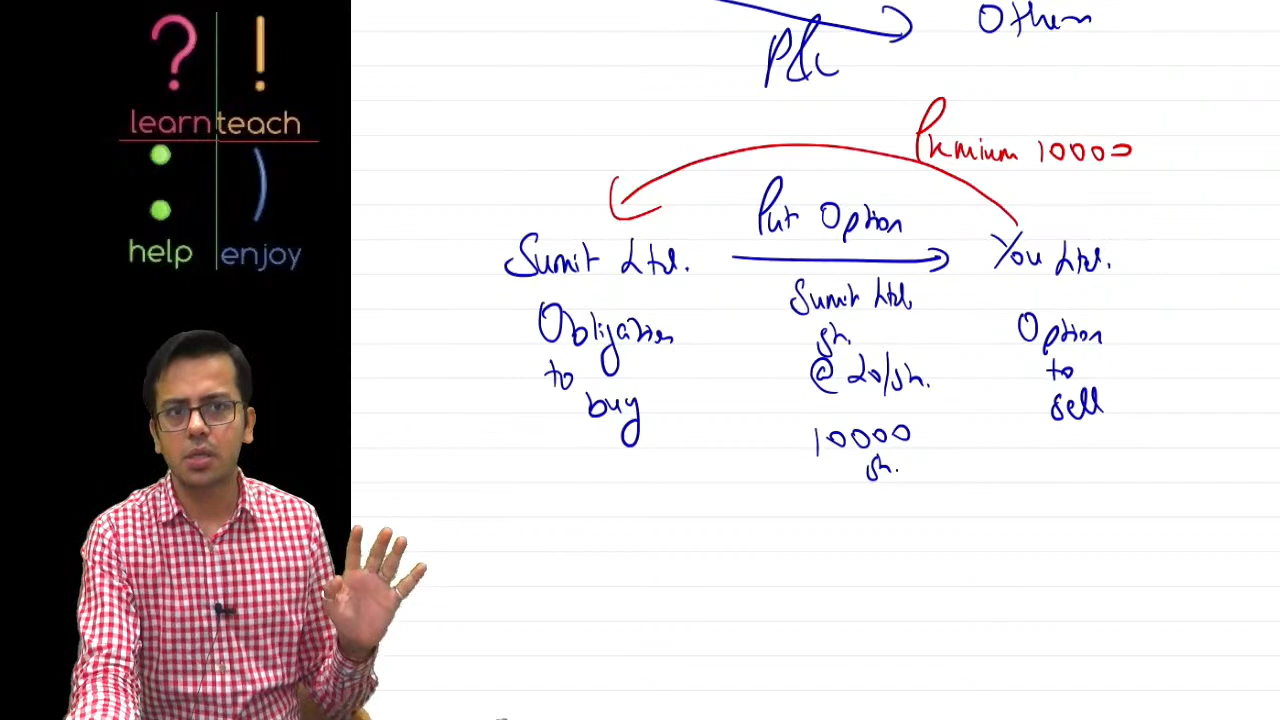 ? !
learn teach
: )
help enjoy
Others
P&L
Premium 10000
Put Option
Sumit Ltd.
You Ltd.
Sumit Ltd
sh.
@ 20/sh.
10000
sh.
Obligation
to
buy
Option
to
sell